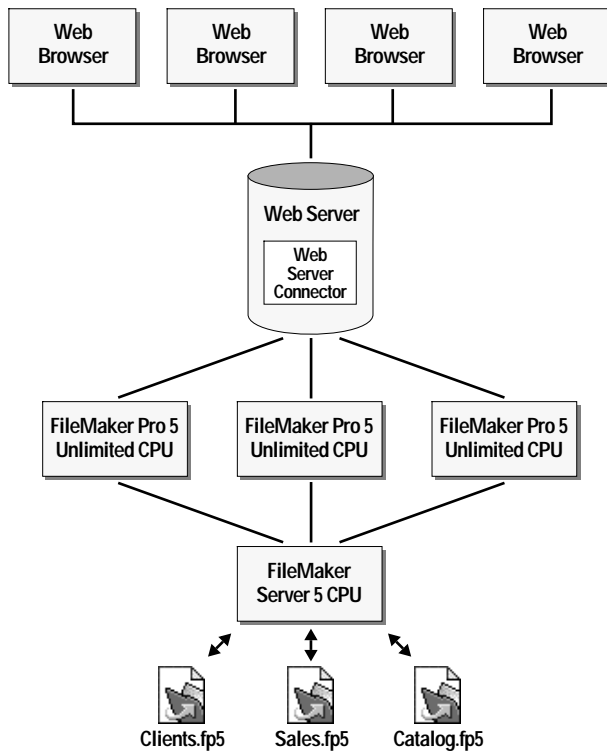 Web
Browser
Web
Browser
Web
Browser
Web
Browser
Web Server
Web
Server
Connector
FileMaker Pro 5
Unlimited CPU
FileMaker Pro 5
Unlimited CPU
FileMaker Pro 5
Unlimited CPU
FileMaker
Server 5 CPU
Clients.fp5
Sales.fp5
Catalog.fp5